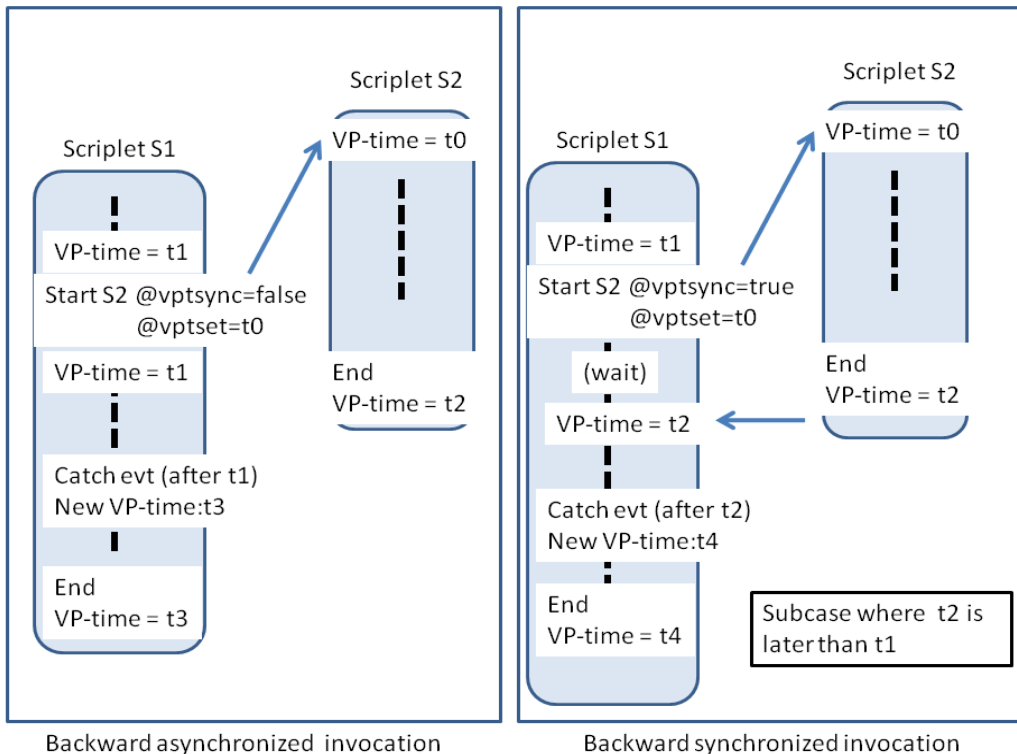 Scriplet S2
VP-time = t0
Scriplet S1
VP-time = t1
Start S2 @vptsync=false
@vptset=t0
VP-time = t1
End
VP-time = t2
Catch evt (after t1)
New VP-time:t3
End
VP-time = t3
Backward asynchronized invocation
Scriplet S2
VP-time = t0
Scriplet S1
VP-time = t1
Start S2 @vptsync=true
@vptset=t0
(wait)
End
VP-time = t2
VP-time = t2
Catch evt (after t2)
New VP-time:t4
End
VP-time = t4
Subcase where t2 is
later than t1
Backward synchronized invocation